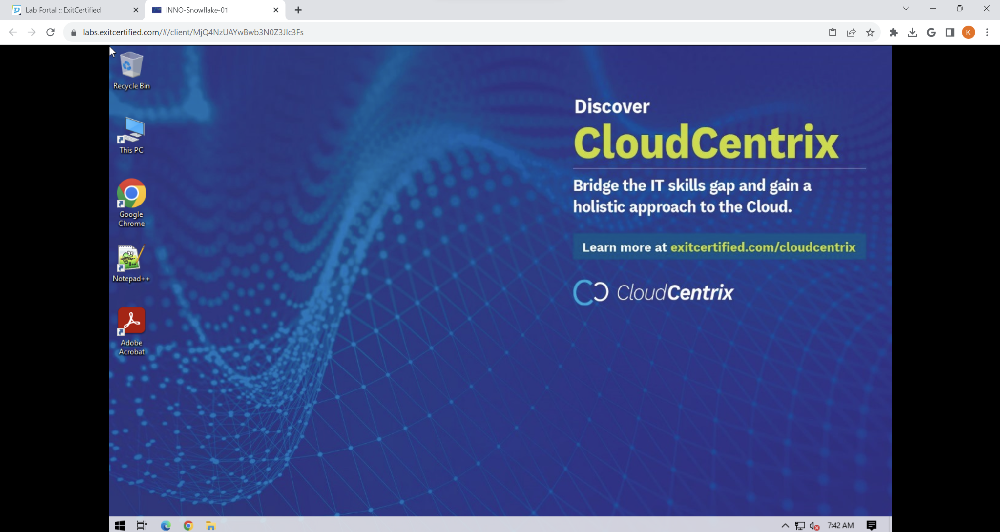 Lab Portal :: ExitCertified
INNO-Snowflake-01
labs.exitcertified.com/#/client/MjQ4NzUAYwBwb3N0Z3Jlc3Fs
K
Recycle Bin
This PC
Google
Chrome
Notepad++
Adobe
Acrobat
Discover
CloudCentrix
Bridge the IT skills gap and gain a
holistic approach to the Cloud.
Learn more at exitcertified.com/cloudcentrix
CloudCentrix
7:42 AM